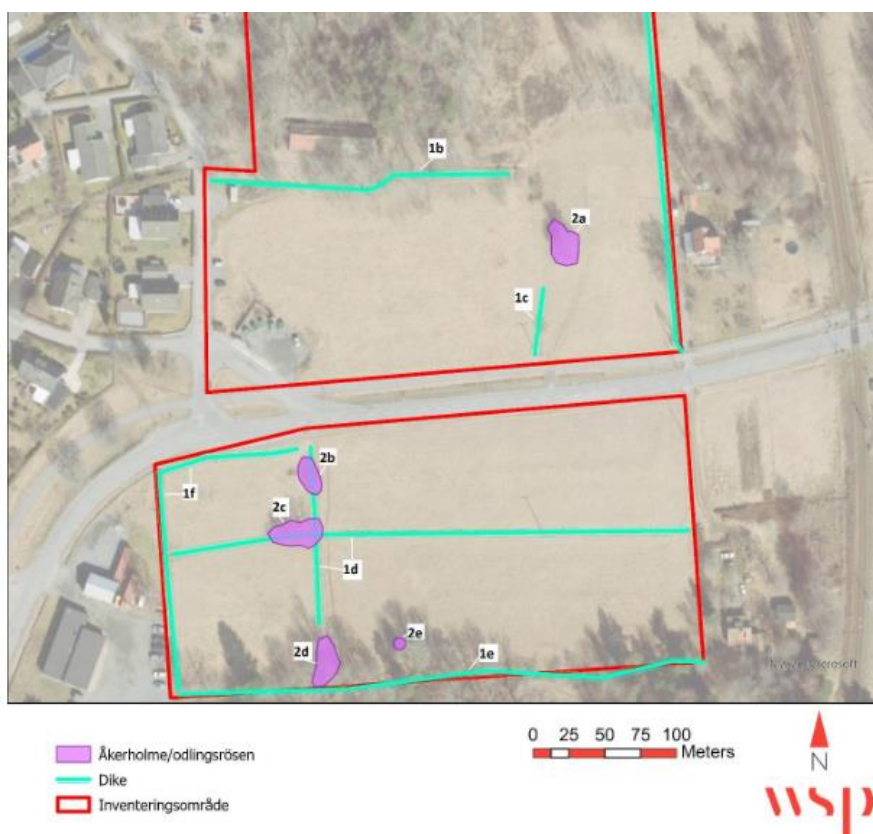 1b
2a
1c
2b
1f
2c
1d
2e
2d
1e
Microsoft
Åkerholme/odlingsrösen
Dike
Inventeringsområde
0 25 50 75 100
Meters
N
wsp